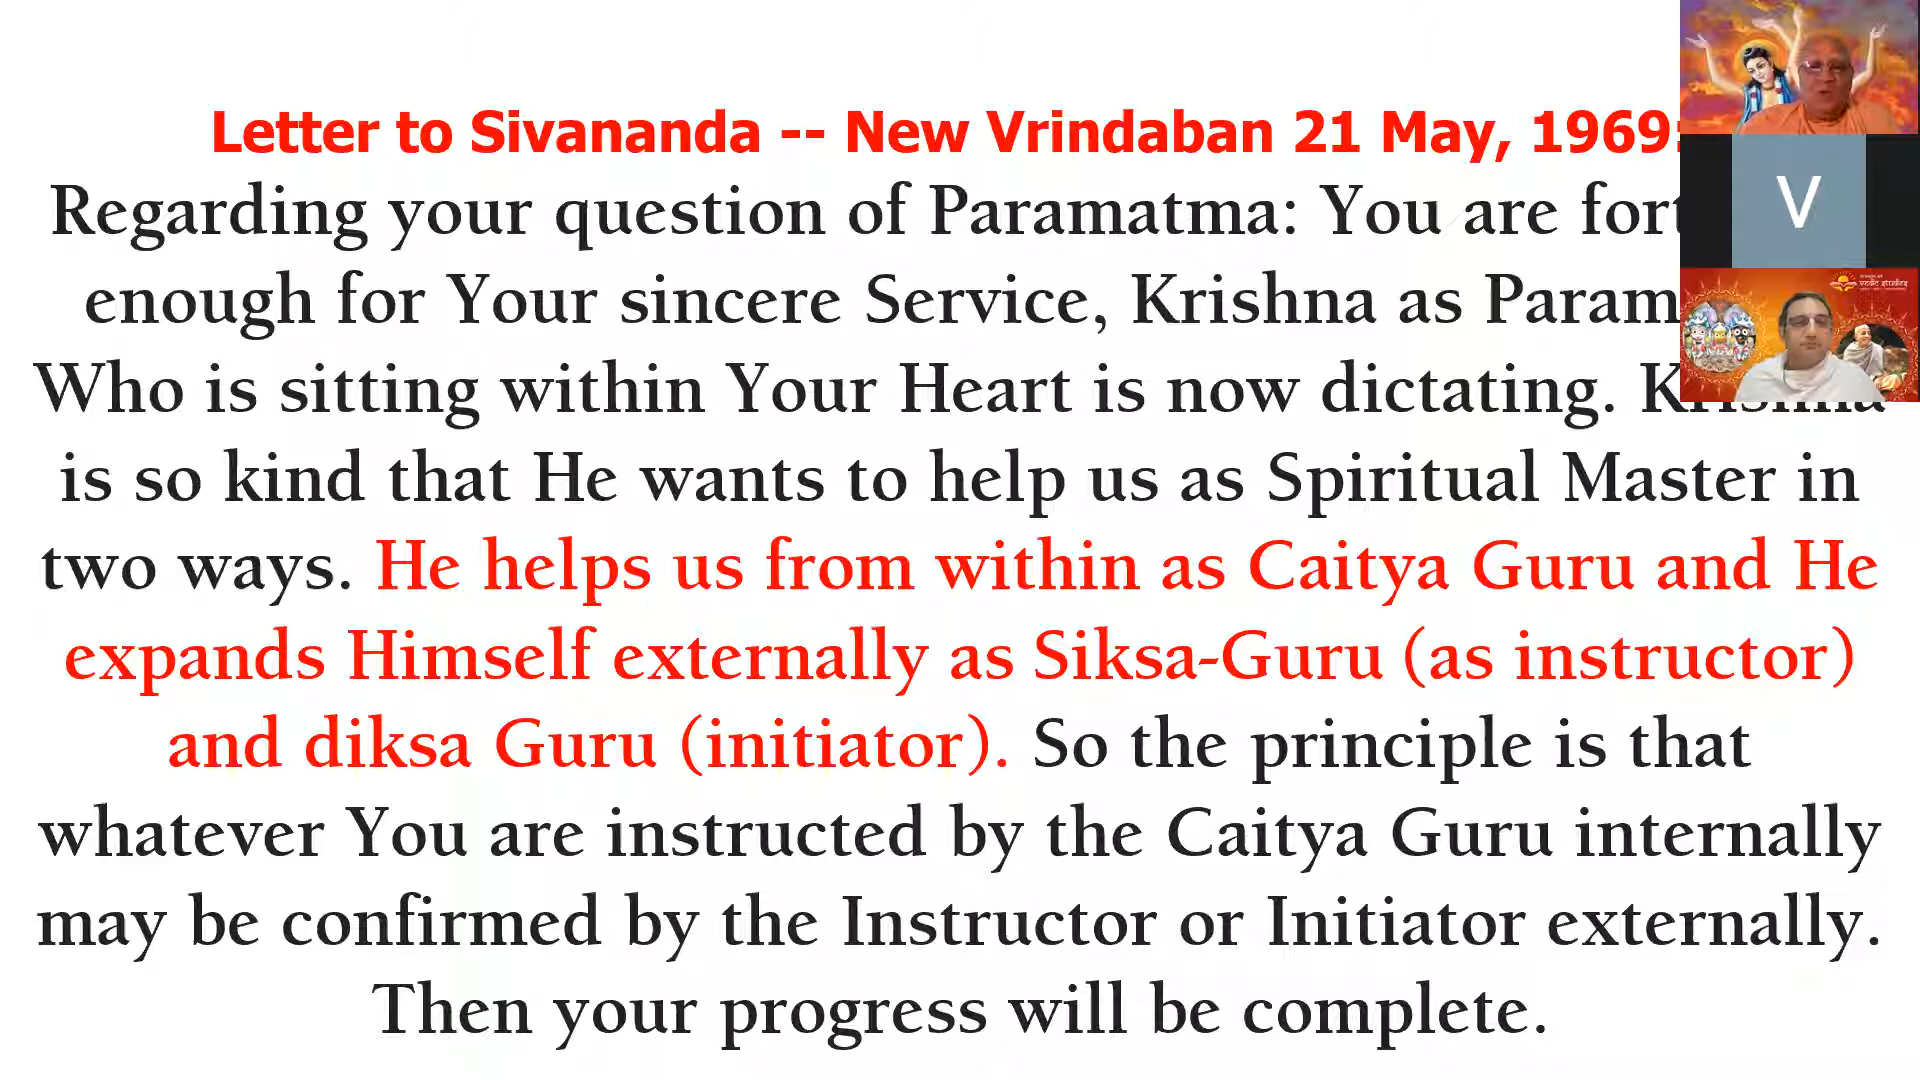 Letter to Sivananda -- New Vrindaban 21 May, 1969:
Regarding your question of Paramatma: You are
enough for Your sincere Service, Krishna as
Who is sitting within Your Heart is now dictating. Krishna
is so kind that He wants to help us as Spiritual Master in
two ways. He helps us from within as Caitya Guru and He
expands Himself externally as Siksa-Guru (as instructor)
and diksa Guru (initiator). So the principle is that
whatever You are instructed by the Caitya Guru internally
may be confirmed by the Instructor or Initiator externally.
Then your progress will be complete.
V
vedic studies